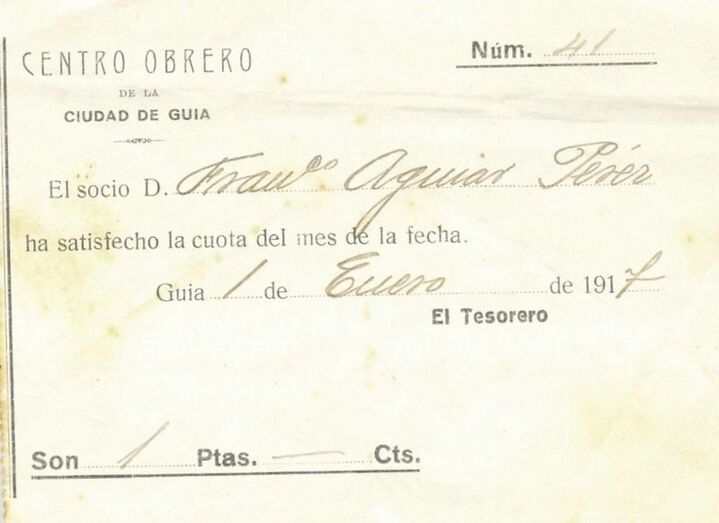 CENTRO OBRERO
DE LA
CIUDAD DE GUIA
Núm. 41
El socio D. Franco Aguiar Pérez
ha satisfecho la cuota del mes de la fecha.
Guia 1 de Enero de 1917
El Tesorero
Son 1 Ptas. — Cts.